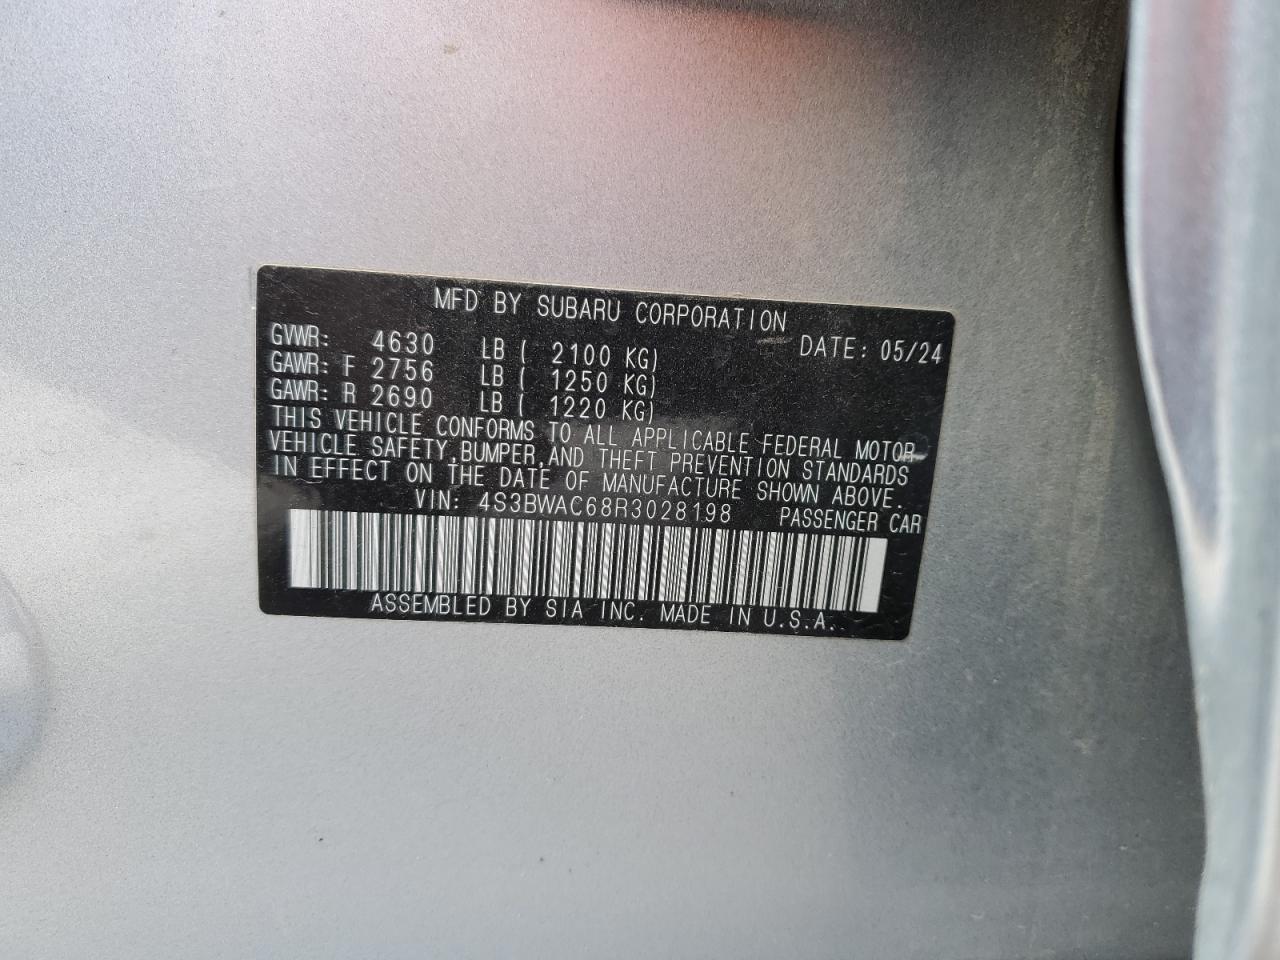 MFD BY SUBARU CORPORATION
GVWR: 4630 LB ( 2100 KG) DATE: 05/24
GAWR: F 2756 LB ( 1250 KG)
GAWR: R 2690 LB ( 1220 KG)
THIS VEHICLE CONFORMS TO ALL APPLICABLE FEDERAL MOTOR
VEHICLE SAFETY,BUMPER,AND THEFT PREVENTION STANDARDS
IN EFFECT ON THE DATE OF MANUFACTURE SHOWN ABOVE.
VIN: 4S3BWAC68R3028198 PASSENGER CAR
ASSEMBLED BY SIA INC. MADE IN U.S.A.